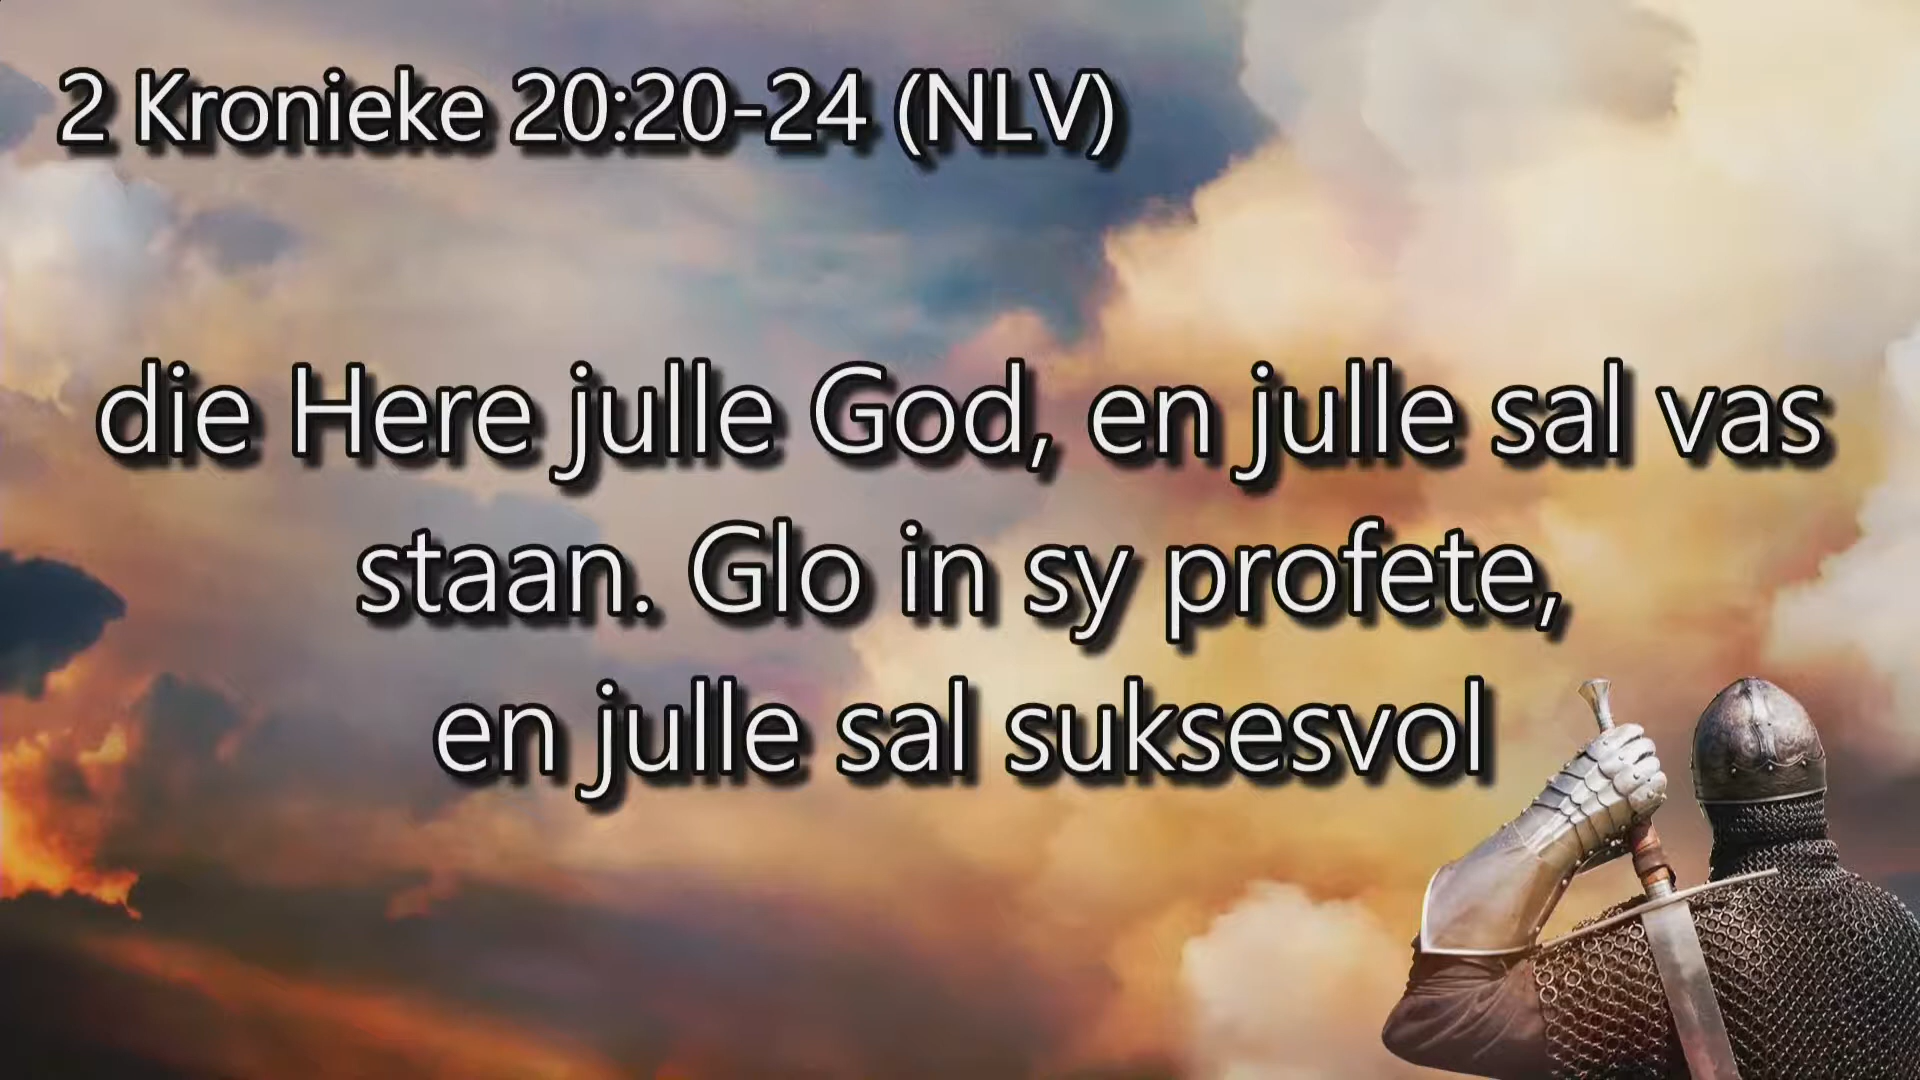 2 Kronieke 20:20-24 (NLV)
die Here julle God, en julle sal vas
staan. Glo in sy profete,
en julle sal suksesvol